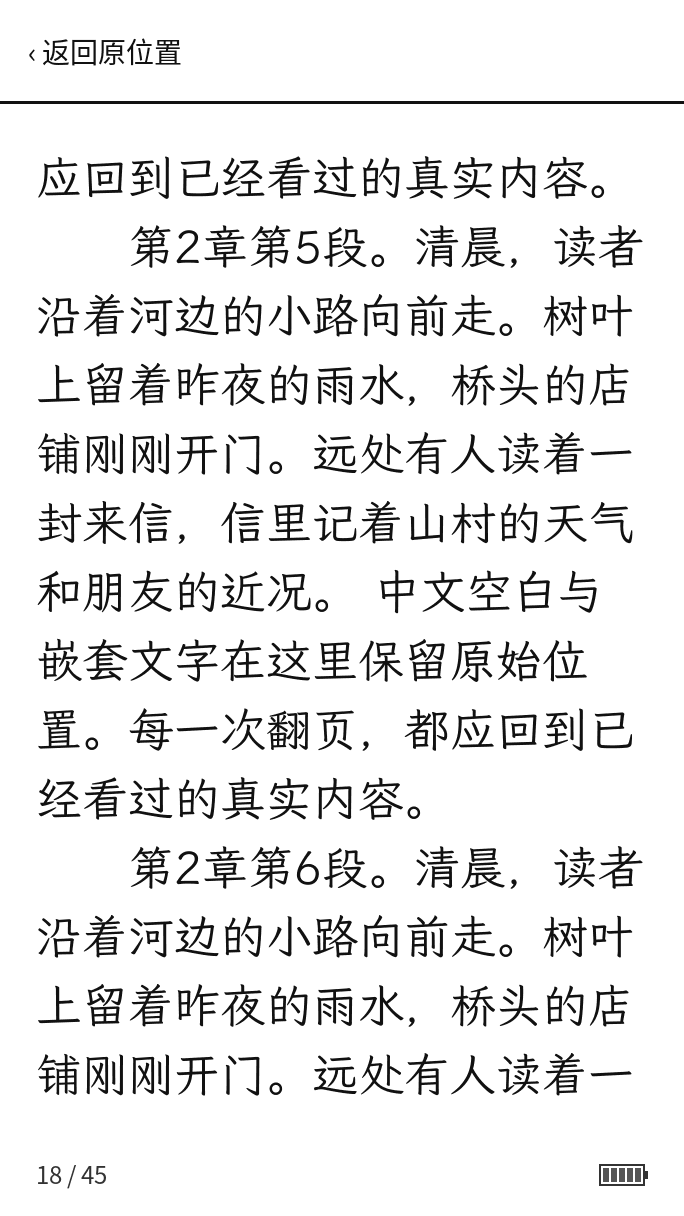 ‹ 返回原位置
应回到已经看过的真实内容。
第2章第5段。清晨，读者
沿着河边的小路向前走。树叶
上留着昨夜的雨水，桥头的店
铺刚刚开门。远处有人读着一
封来信，信里记着山村的天气
和朋友的近况。 中文空白与
嵌套文字在这里保留原始位
置。每一次翻页，都应回到已
经看过的真实内容。
第2章第6段。清晨，读者
沿着河边的小路向前走。树叶
上留着昨夜的雨水，桥头的店
铺刚刚开门。远处有人读着一
18 / 45